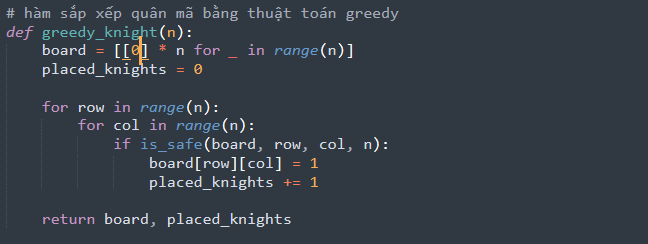 # hàm sắp xếp quân mã bằng thuật toán greedy
def greedy_knight(n):
    board = [[0] * n for _ in range(n)]
    placed_knights = 0

    for row in range(n):
        for col in range(n):
            if is_safe(board, row, col, n):
                board[row][col] = 1
                placed_knights += 1

    return board, placed_knights